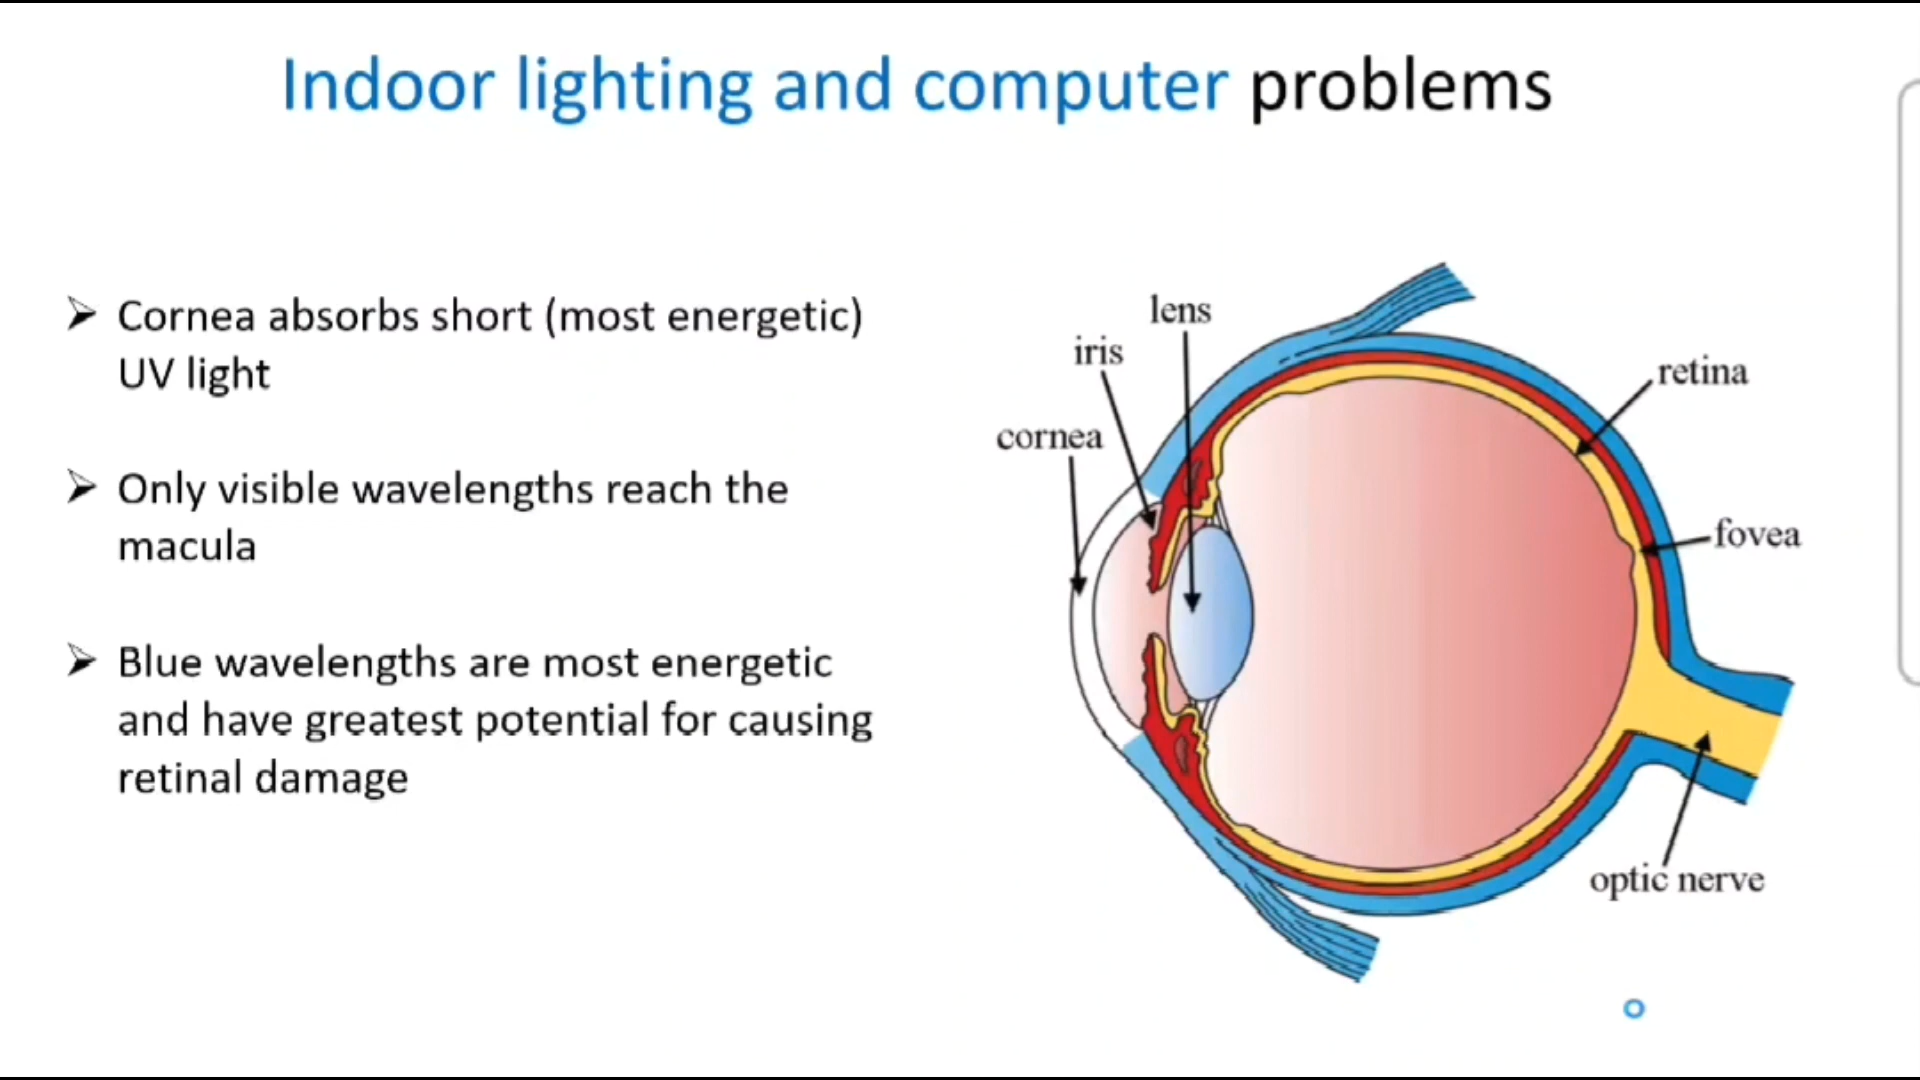 Indoor lighting and computer problems
➢ Cornea absorbs short (most energetic)
UV light
➢ Only visible wavelengths reach the
macula
➢ Blue wavelengths are most energetic
and have greatest potential for causing
retinal damage
lens
iris
cornea
retina
fovea
optic nerve